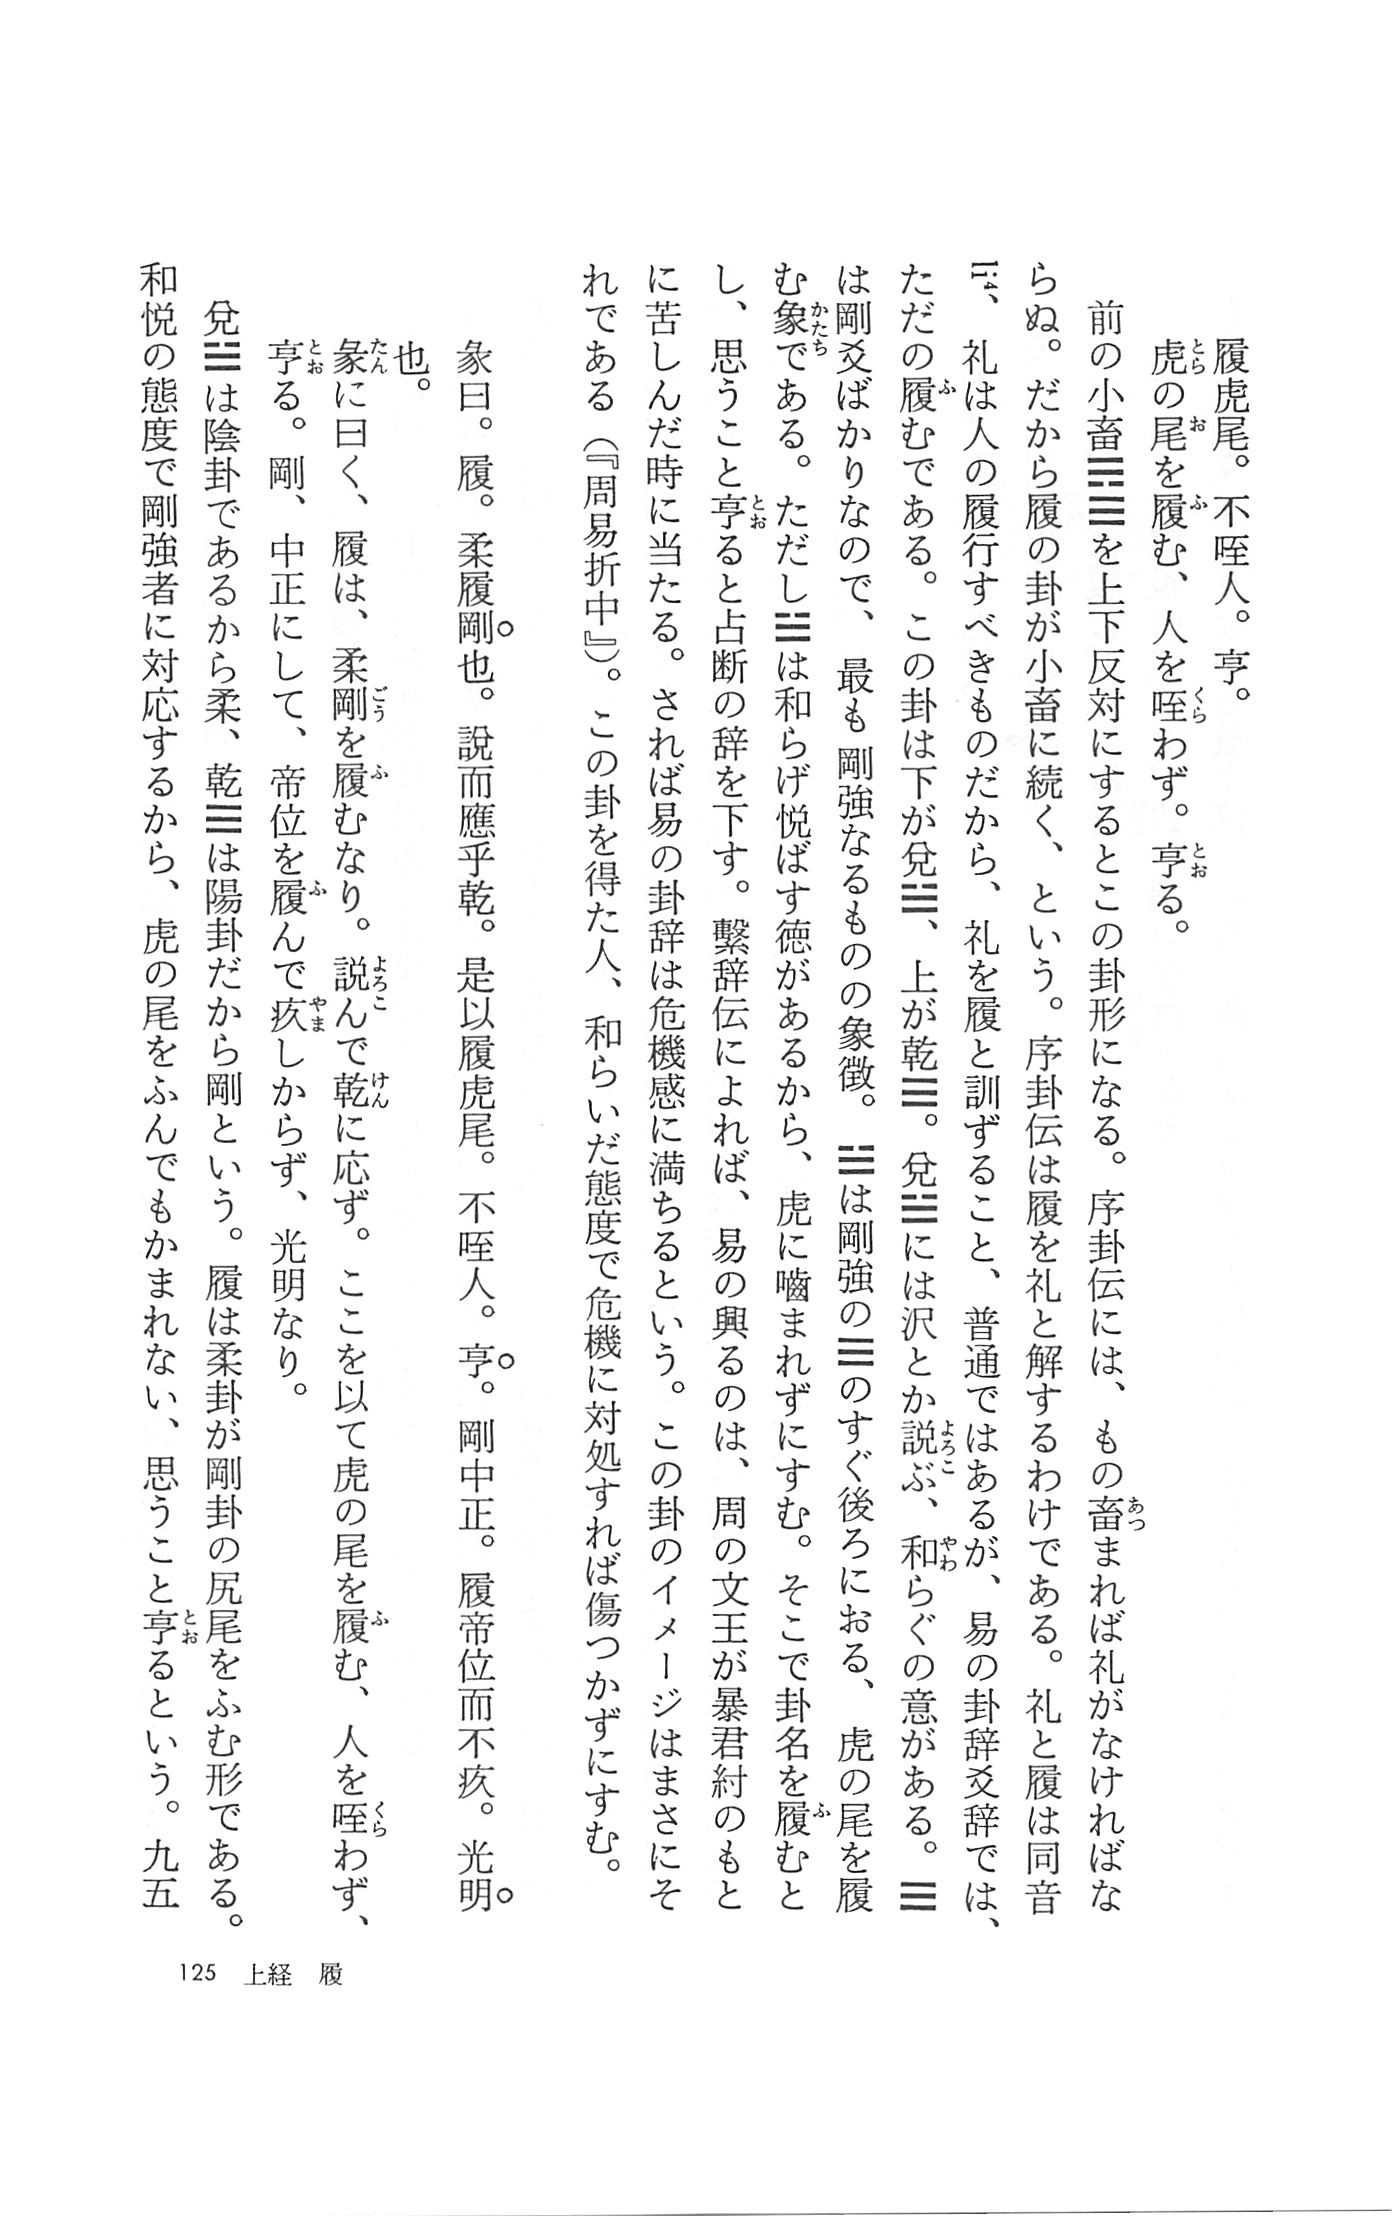 履虎尾。不咥人。亨。
虎の尾を履む、人を咥わず。亨る。
前の小畜☴☰を上下反対にするとこの卦形になる。序卦伝には、もの畜まれば礼がなければな
らぬ。だから履の卦が小畜に続く、という。序卦伝は履を礼と解するわけである。礼と履は同音
li⁴、礼は人の履行すべきものだから、礼を履と訓ずること、普通ではあるが、易の卦辞爻辞では、
ただの履むである。この卦は下が兌☱、上が乾☰。兌☱には沢とか説ぶ、和らぐの意がある。☰
は剛爻ばかりなので、最も剛強なるものの象徴。☱は剛強の☰のすぐ後ろにおる、虎の尾を履
む象である。ただし☱は和らげ悦ばす徳があるから、虎に嚙まれずにすむ。そこで卦名を履むと
し、思うこと亨ると占断の辞を下す。繫辞伝によれば、易の興るのは、周の文王が暴君紂のもと
に苦しんだ時に当たる。されば易の卦辞は危機感に満ちるという。この卦のイメージはまさにそ
れである（『周易折中』）。この卦を得た人、和らいだ態度で危機に対処すれば傷つかずにすむ。
彖曰。履。柔履剛也。說而應乎乾。是以履虎尾。不咥人。亨。剛中正。履帝位而不疚。光明
也。
彖に曰く、履は、柔剛を履むなり。説んで乾に応ず。ここを以て虎の尾を履む、人を咥わず、
亨る。剛、中正にして、帝位を履んで疚しからず、光明なり。
兌☱は陰卦であるから柔、乾☰は陽卦だから剛という。履は柔卦が剛卦の尻尾をふむ形である。
和悦の態度で剛強者に対応するから、虎の尾をふんでもかまれない、思うこと亨るという。九五
125 上経 履